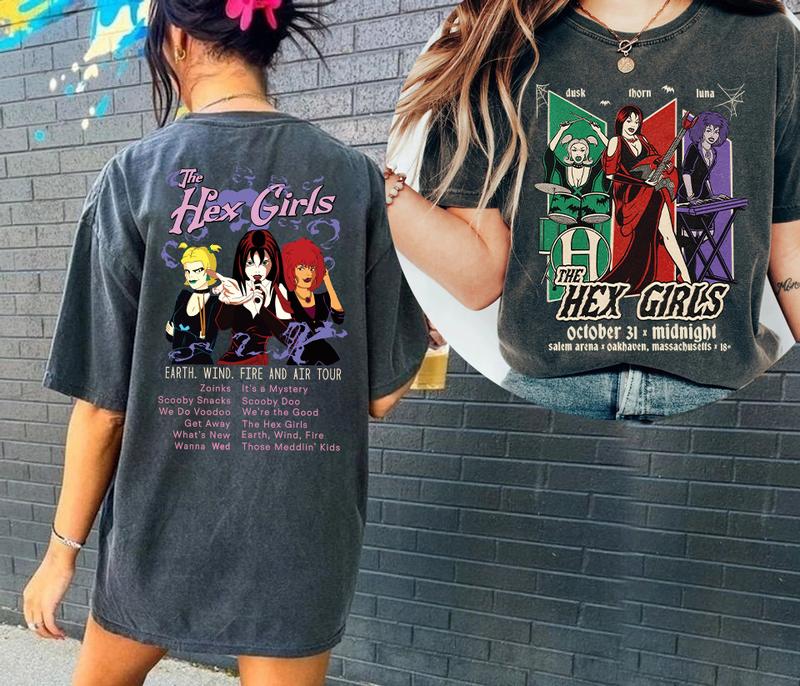 The
Hex Girls
EARTH. WIND. FIRE AND AIR TOUR
Zoinks It's a Mystery
Scooby Snacks Scooby Doo
We Do Voodoo We're the Good
Get Away The Hex Girls
What's New Earth, Wind, Fire
Wanna Wed Those Meddlin' Kids
dusk thorn luna
H
THE
HEX GIRLS
october 31 x midnight
salem arena x oakhaven, massachusetts x 18+